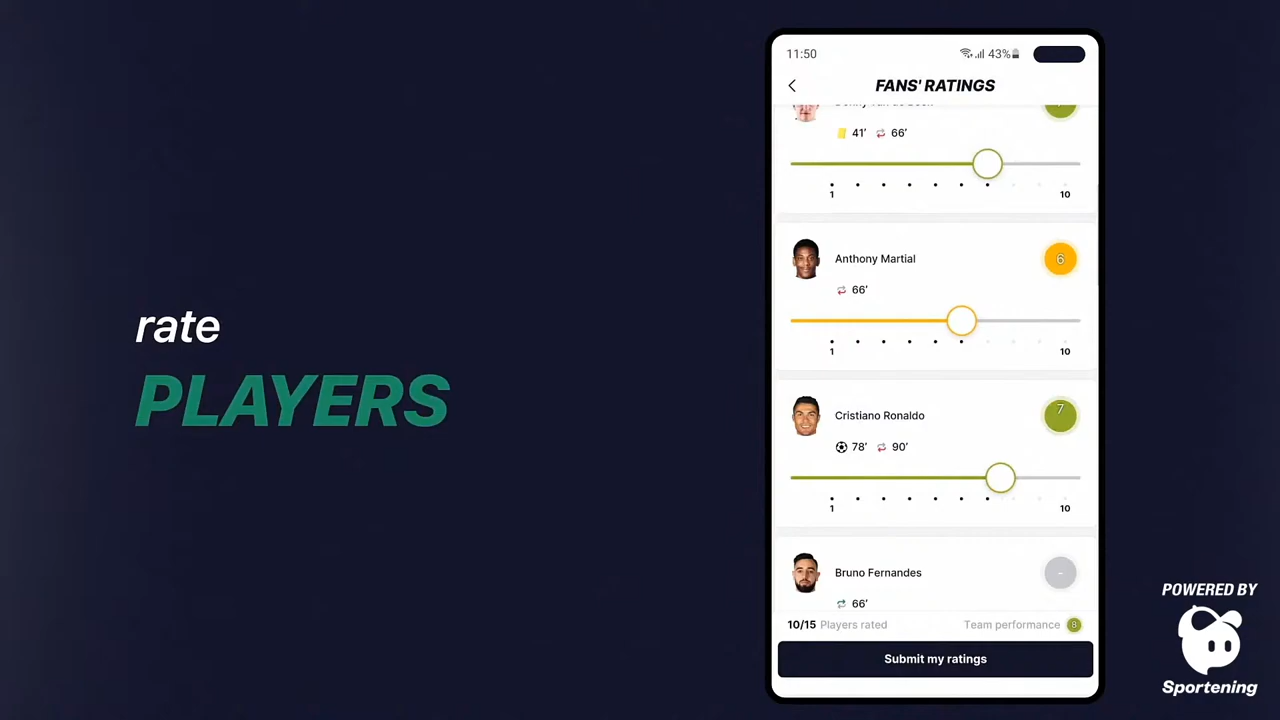 rate
PLAYERS
11:50
43%
FANS' RATINGS
41' 66'
1 10
Anthony Martial 6
66'
1 10
Cristiano Ronaldo 7
78' 90'
1 10
Bruno Fernandes -
66'
10/15 Players rated Team performance 8
Submit my ratings
POWERED BY
Sportening